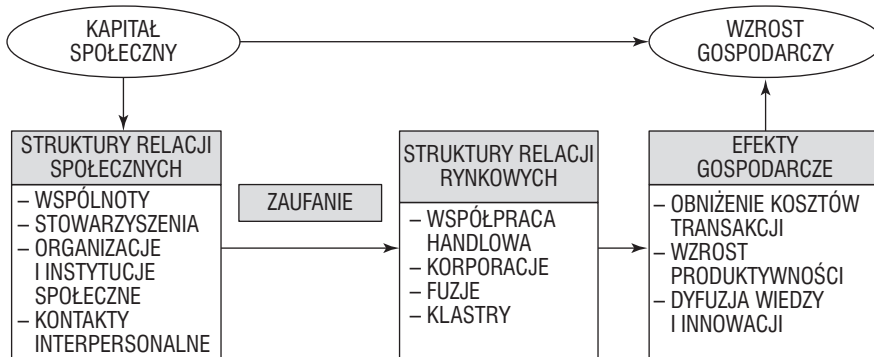 KAPITAŁ
SPOŁECZNY
WZROST
GOSPODARCZY
STRUKTURY RELACJI
SPOŁECZNYCH
– WSPÓLNOTY
– STOWARZYSZENIA
– ORGANIZACJE
I INSTYTUCJE
SPOŁECZNE
– KONTAKTY
INTERPERSONALNE
ZAUFANIE
STRUKTURY RELACJI
RYNKOWYCH
– WSPÓŁPRACA
HANDLOWA
– KORPORACJE
– FUZJE
– KLASTRY
EFEKTY
GOSPODARCZE
– OBNIŻENIE KOSZTÓW
TRANSAKCJI
– WZROST
PRODUKTYWNOŚCI
– DYFUZJA WIEDZY
I INNOWACJI